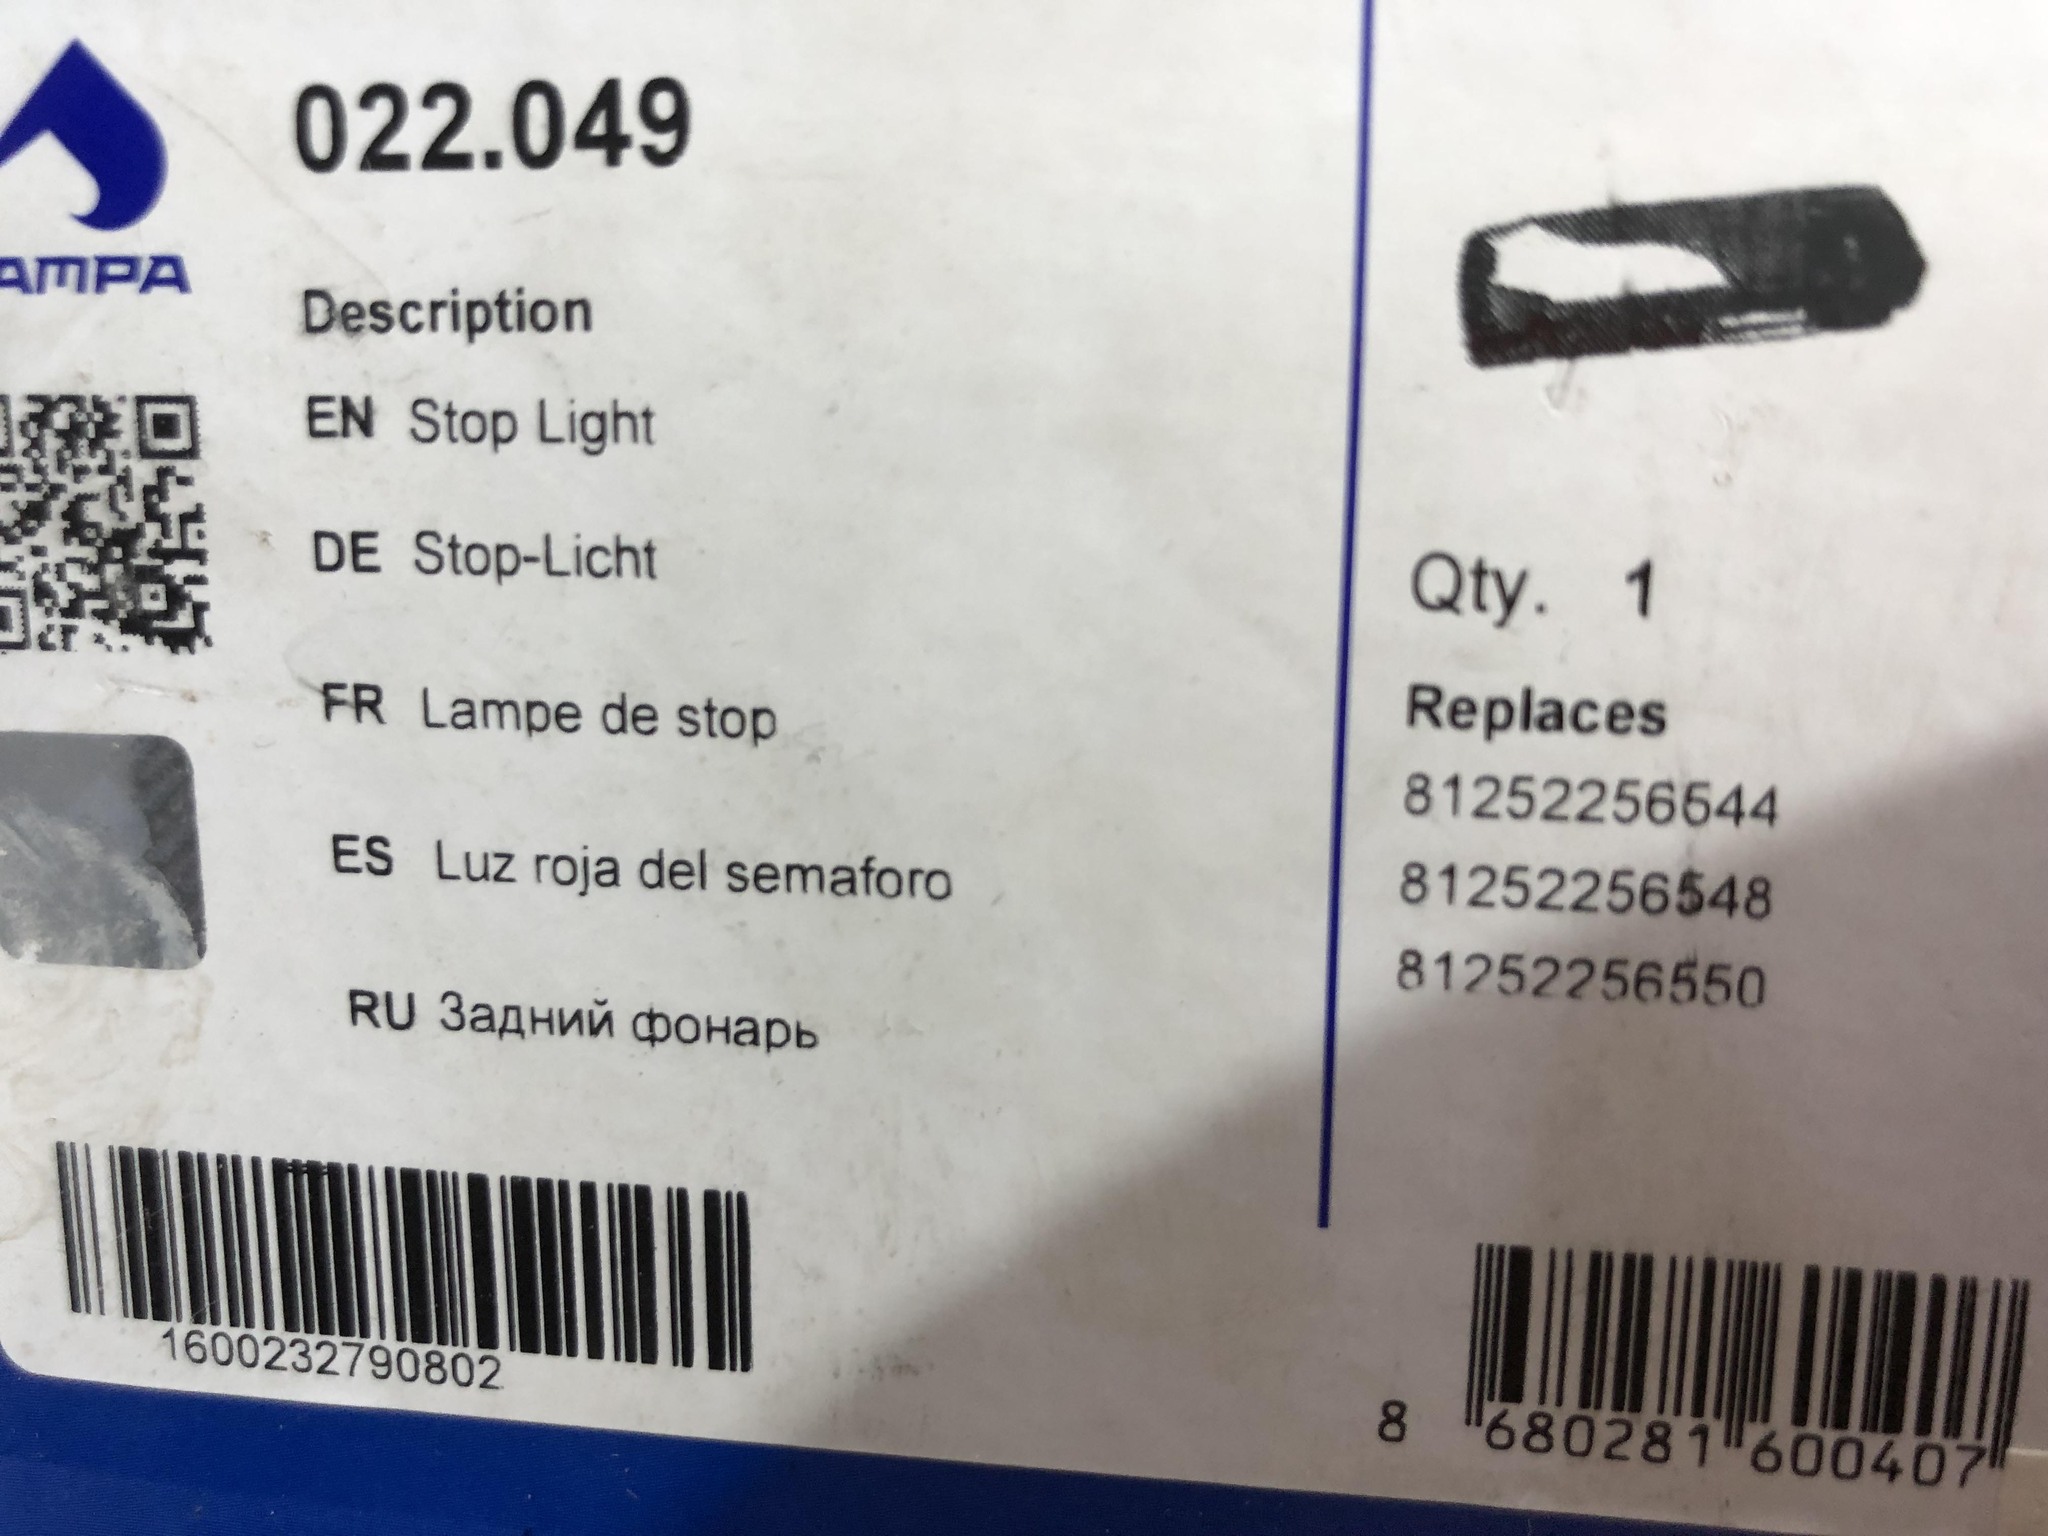 022.049
AMPA
Description
EN Stop Light
DE Stop-Licht
FR Lampe de stop
ES Luz roja del semaforo
RU Задний фонарь
1600232790802
Qty. 1
Replaces
81252256544
81252256548
81252256550
8 680281 600407